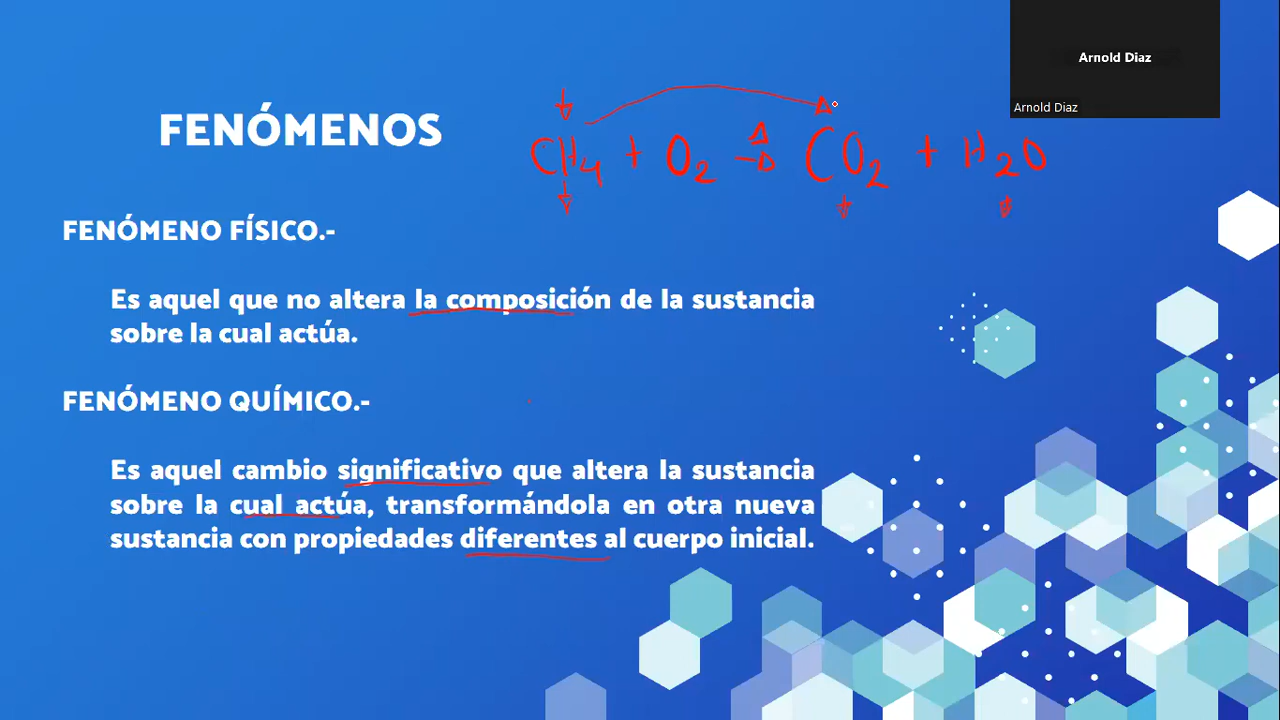 Arnold Diaz
Arnold Diaz
FENÓMENOS
CH4 + O2 →Δ CO2 + H2O
FENÓMENO FÍSICO.-
Es aquel que no altera la composición de la sustancia
sobre la cual actúa.
FENÓMENO QUÍMICO.-
Es aquel cambio significativo que altera la sustancia
sobre la cual actúa, transformándola en otra nueva
sustancia con propiedades diferentes al cuerpo inicial.